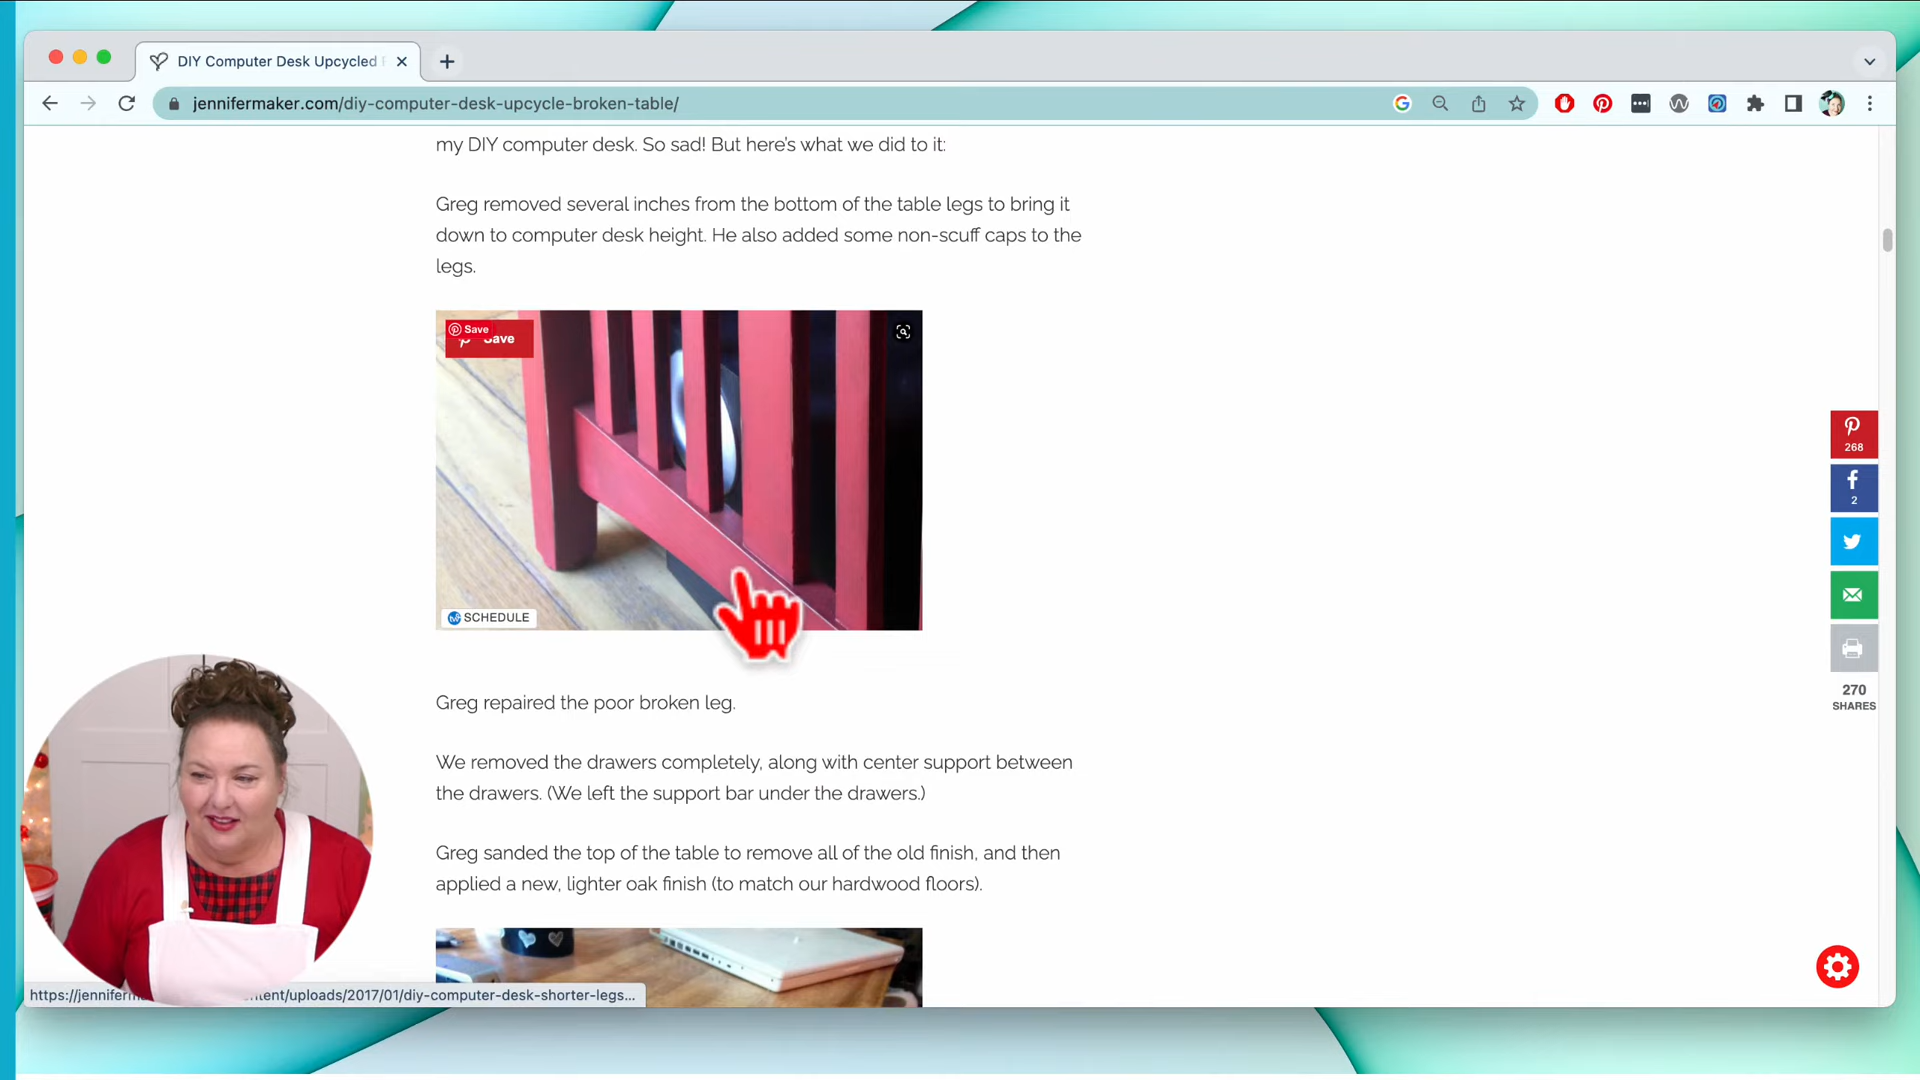 DIY Computer Desk Upcycled
jennifermaker.com/diy-computer-desk-upcycle-broken-table/
my DIY computer desk. So sad! But here's what we did to it:
Greg removed several inches from the bottom of the table legs to bring it
down to computer desk height. He also added some non-scuff caps to the
legs.
Save
Save
SCHEDULE
268
2
270
SHARES
Greg repaired the poor broken leg.
We removed the drawers completely, along with center support between
the drawers. (We left the support bar under the drawers.)
Greg sanded the top of the table to remove all of the old finish, and then
applied a new, lighter oak finish (to match our hardwood floors).
https://jenniferm ntent/uploads/2017/01/diy-computer-desk-shorter-legs...